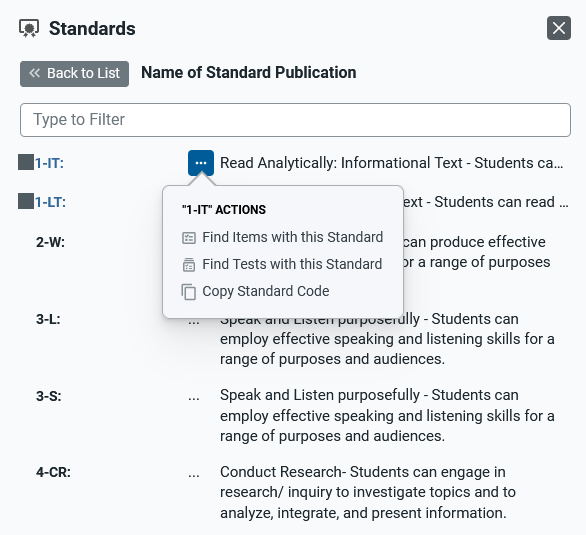 Standards
Back to List
Name of Standard Publication
Type to Filter
1-IT: ... Read Analytically: Informational Text - Students ca...
"1-IT" ACTIONS
Find Items with this Standard
Find Tests with this Standard
Copy Standard Code
1-LT: ext - Students can read ...
2-W: can produce effective
or a range of purposes
3-L: ... Speak and Listen purposefully - Students can
employ effective speaking and listening skills for a
range of purposes and audiences.
3-S: ... Speak and Listen purposefully - Students can
employ effective speaking and listening skills for a
range of purposes and audiences.
4-CR: ... Conduct Research- Students can engage in
research/ inquiry to investigate topics and to
analyze, integrate, and present information.